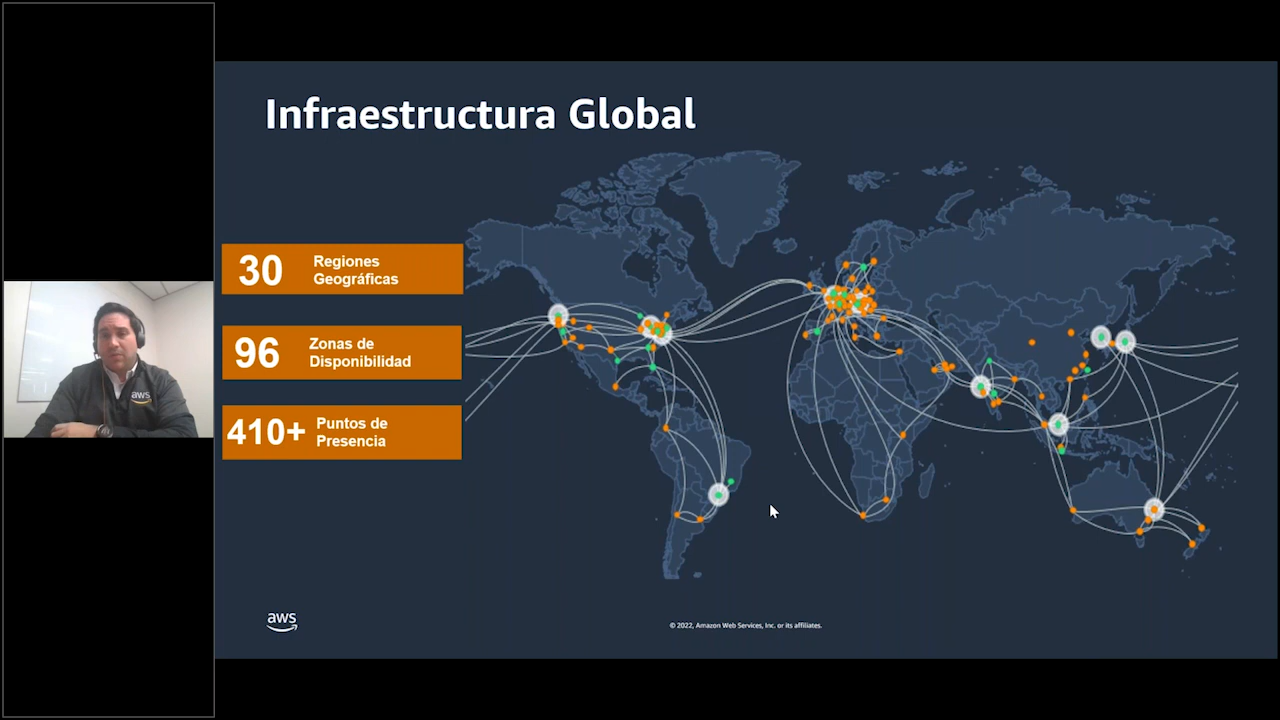 Infraestructura Global
30
Regiones
Geográficas
96
Zonas de
Disponibilidad
410+
Puntos de
Presencia
aws
aws
© 2022, Amazon Web Services, Inc. or its affiliates.